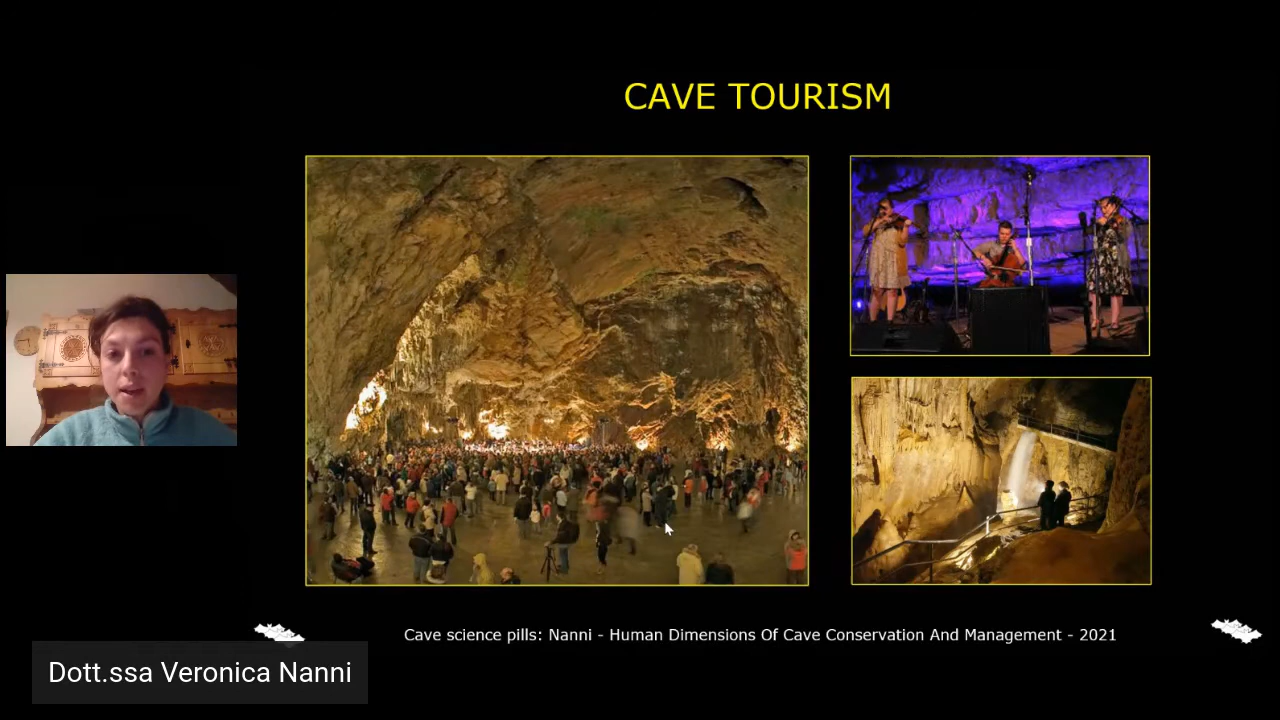 CAVE TOURISM
Cave science pills: Nanni - Human Dimensions Of Cave Conservation And Management - 2021
Dott.ssa Veronica Nanni